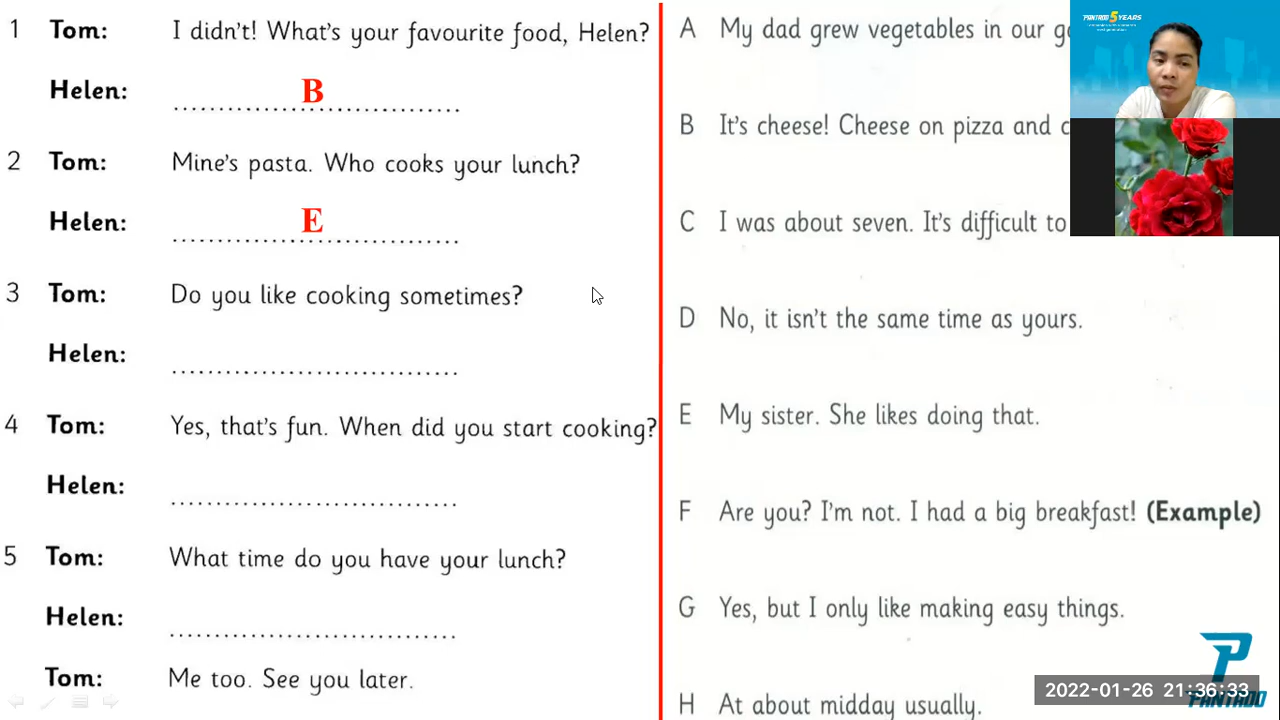 1 Tom: I didn't! What's your favourite food, Helen?
Helen: B
2 Tom: Mine's pasta. Who cooks your lunch?
Helen: E
3 Tom: Do you like cooking sometimes?
Helen: ................................
4 Tom: Yes, that's fun. When did you start cooking?
Helen: ................................
5 Tom: What time do you have your lunch?
Helen: ................................
Tom: Me too. See you later.
A My dad grew vegetables in our
B It's cheese! Cheese on pizza and
C I was about seven. It's difficult to
D No, it isn't the same time as yours.
E My sister. She likes doing that.
F Are you? I'm not. I had a big breakfast! (Example)
G Yes, but I only like making easy things.
H At about midday usually.
PANTADO 5 YEARS
2022-01-26 21:36:33
PANTADO